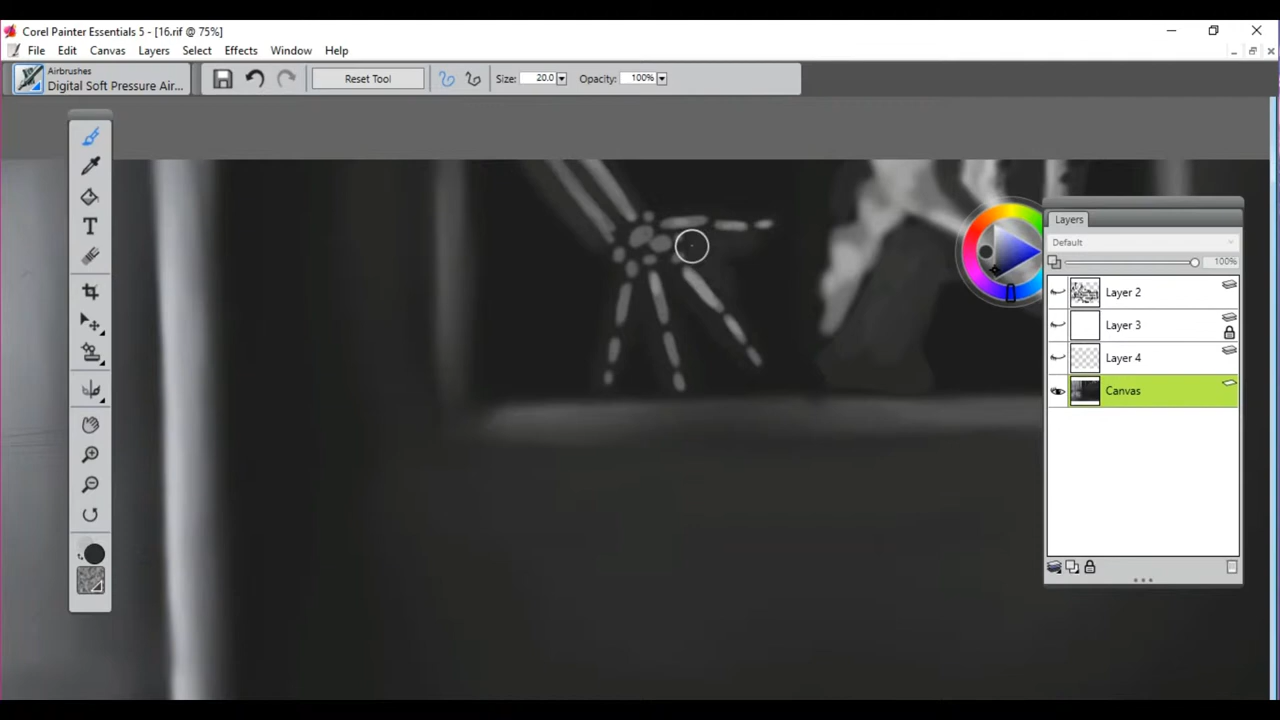 Corel Painter Essentials 5 - [16.rif @ 75%]
File Edit Canvas Layers Select Effects Window Help
Airbrushes
Digital Soft Pressure Air...
Reset Tool
Size: 20.0
Opacity: 100%
Layers
Default
100%
Layer 2
Layer 3
Layer 4
Canvas
T